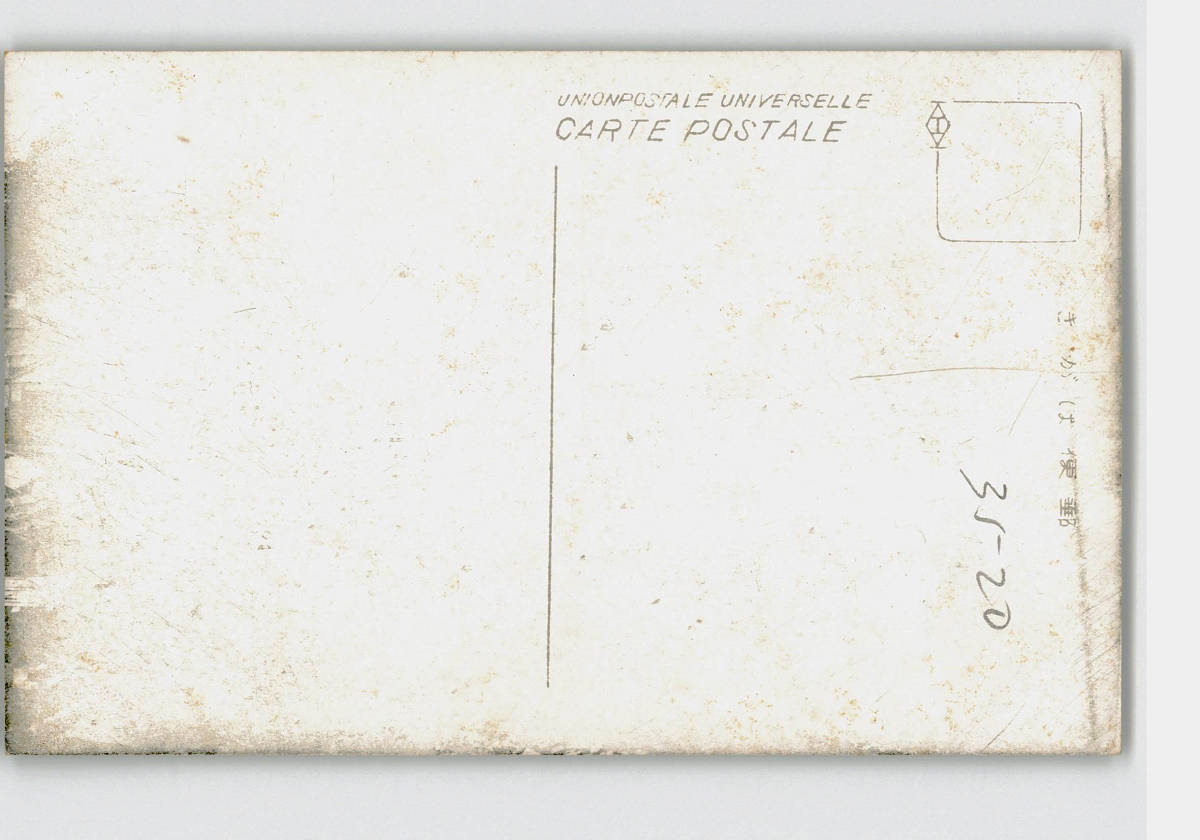 UNION POSTALE UNIVERSELLE
CARTE POSTALE
郵便はがき
35-20